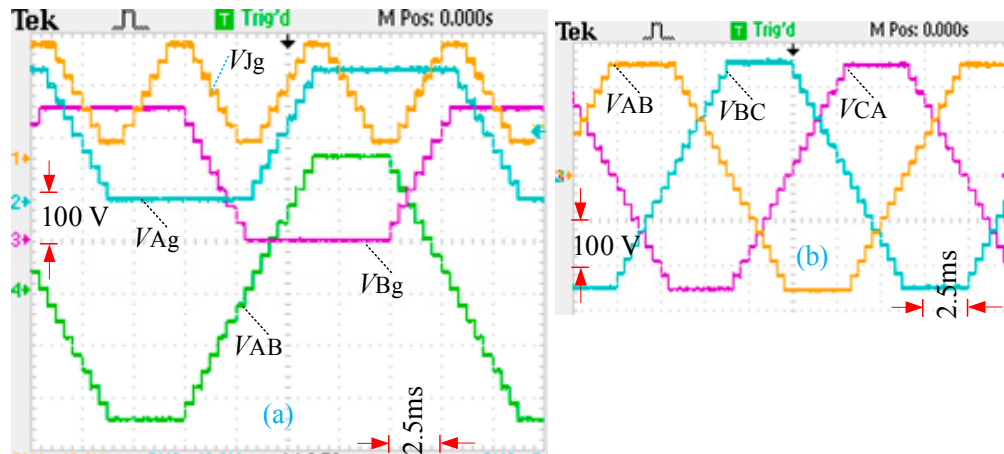 Tek T Trig'd M Pos: 0.000s
VJg
1
2
100 V
VAg
3
VBg
4
VAB
(a)
2.5ms
Tek T Trig'd M Pos: 0.000s
VAB
VBC
VCA
3
100 V
(b)
2.5ms